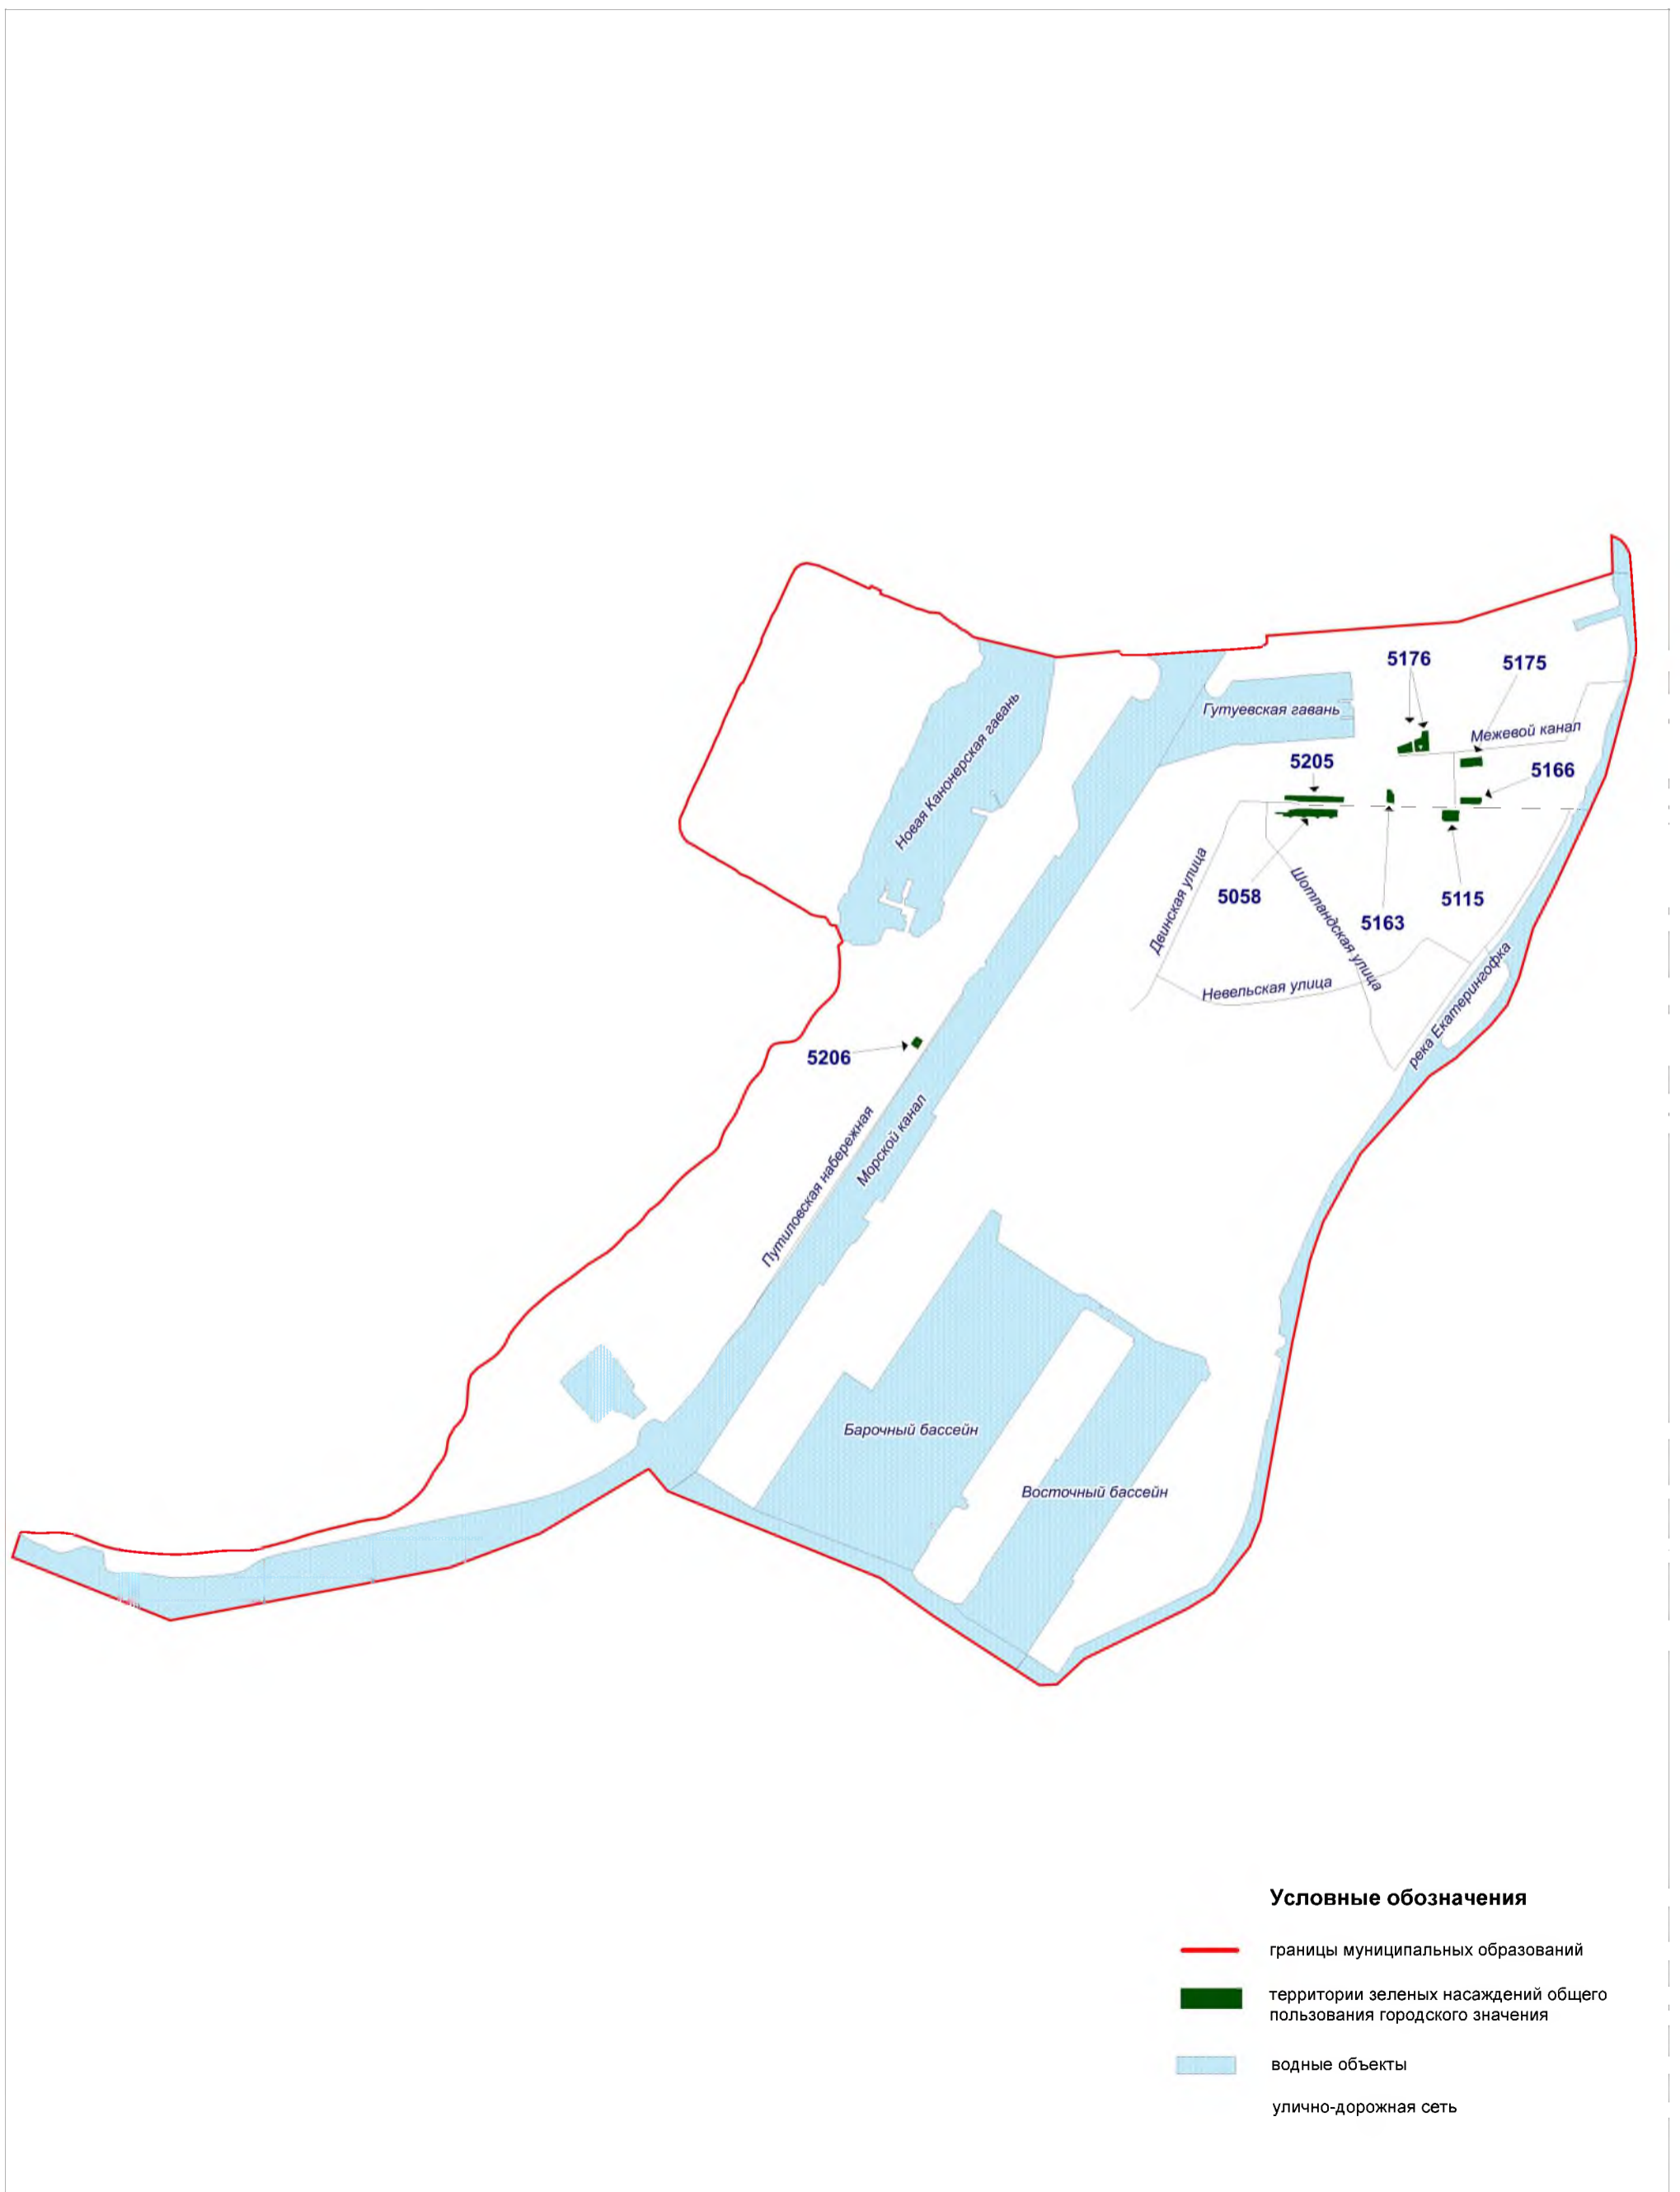 5176
5175
Гутуевская гавань
Межевой канал
Новая Канонерская гавань
5205
5166
Двинская улица
5058
Шотландская улица
5163
5115
Невельская улица
река Екатерингофка
5206
Путиловская набережная
Морской канал
Барочный бассейн
Восточный бассейн
Условные обозначения
границы муниципальных образований
территории зеленых насаждений общего
пользования городского значения
водные объекты
улично-дорожная сеть